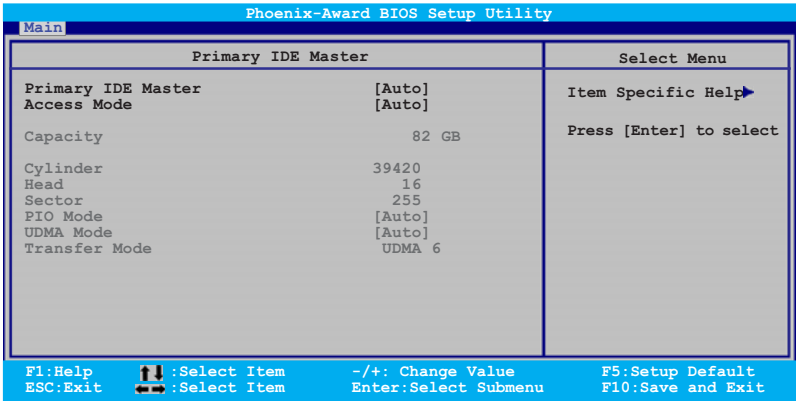 Phoenix-Award BIOS Setup Utility
Main
Primary IDE Master
Select Menu
Primary IDE Master [Auto]
Access Mode [Auto]
Capacity 82 GB
Cylinder 39420
Head 16
Sector 255
PIO Mode [Auto]
UDMA Mode [Auto]
Transfer Mode UDMA 6
Item Specific Help
Press [Enter] to select
F1:Help :Select Item -/+: Change Value F5:Setup Default
ESC:Exit :Select Item Enter:Select Submenu F10:Save and Exit